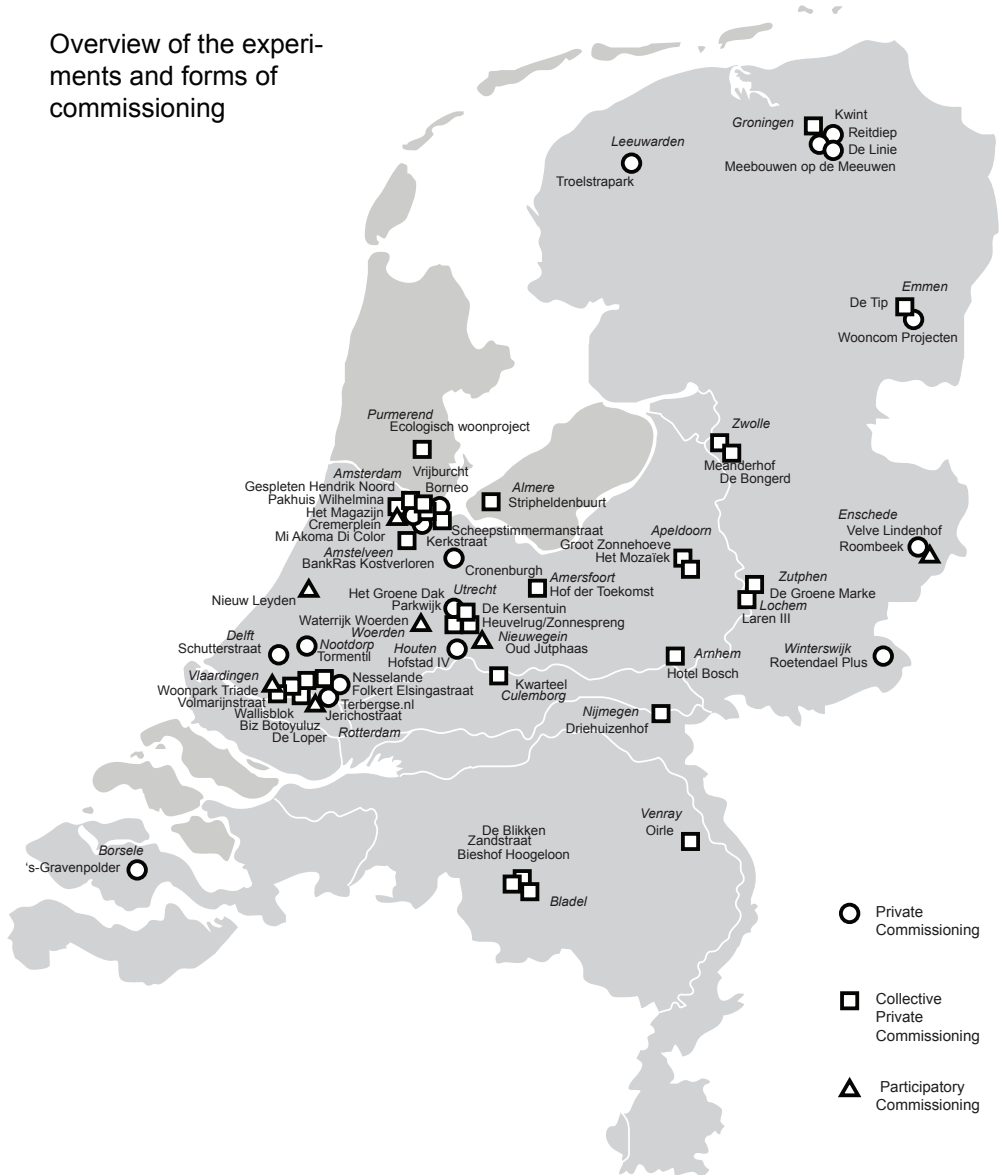 Overview of the experi-
ments and forms of
commissioning
Kwint
Groningen
Reitdiep
De Linie
Meebouwen op de Meeuwen
Leeuwarden
Troelstrapark
Emmen
De Tip
Wooncom Projecten
Purmerend
Ecologisch woonproject
Zwolle
Meanderhof
De Bongerd
Amsterdam
Vrijburcht
Gespleten Hendrik Noord
Borneo
Pakhuis Wilhelmina
Het Magazijn
Cremerplein
Scheepstimmermanstraat
Mi Akoma Di Color
Kerkstraat
Almere
Stripheldenbuurt
Amstelveen
BankRas Kostverloren
Cronenburgh
Apeldoorn
Groot Zonnehoeve
Het Mozaïek
Enschede
Velve Lindenhof
Roombeek
Amersfoort
Hof der Toekomst
Zutphen
De Groene Marke
Lochem
Laren III
Nieuw Leyden
Utrecht
Het Groene Dak
Parkwijk
De Kersentuin
Waterrijk Woerden
Heuvelrug/Zonnespreng
Woerden
Nieuwegein
Oud Jutphaas
Houten
Hofstad IV
Delft
Schutterstraat
Nootdorp
Tormentil
Arnhem
Hotel Bosch
Winterswijk
Roetendael Plus
Vlaardingen
Woonpark Triade
Volmarijnstraat
Wallisblok
Biz Botoyuluz
De Loper
Nesselande
Folkert Elsingastraat
Terbergse.nl
Jerichostraat
Rotterdam
Kwarteel
Culemborg
Nijmegen
Driehuizenhof
Venray
Oirle
De Blikken
Zandstraat
Bieshof Hoogeloon
Bladel
Borsele
‘s-Gravenpolder
Private
Commissioning
Collective
Private
Commissioning
Participatory
Commissioning